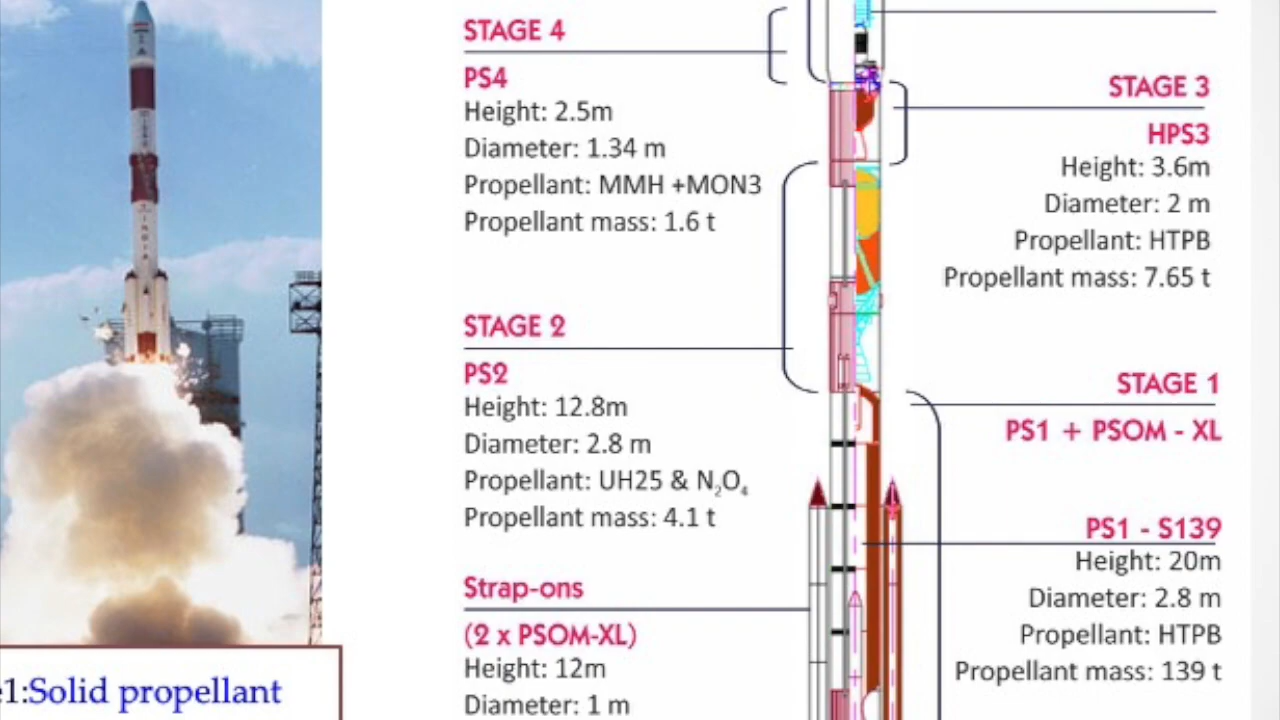 STAGE 4
PS4
Height: 2.5m
Diameter: 1.34 m
Propellant: MMH +MON3
Propellant mass: 1.6 t
STAGE 3
HPS3
Height: 3.6m
Diameter: 2 m
Propellant: HTPB
Propellant mass: 7.65 t
STAGE 2
PS2
Height: 12.8m
Diameter: 2.8 m
Propellant: UH25 & N₂O₄
Propellant mass: 4.1 t
STAGE 1
PS1 + PSOM - XL
PS1 - S139
Height: 20m
Diameter: 2.8 m
Propellant: HTPB
Propellant mass: 139 t
Strap-ons
(2 x PSOM-XL)
Height: 12m
Diameter: 1 m
e1:Solid propellant
INDIA